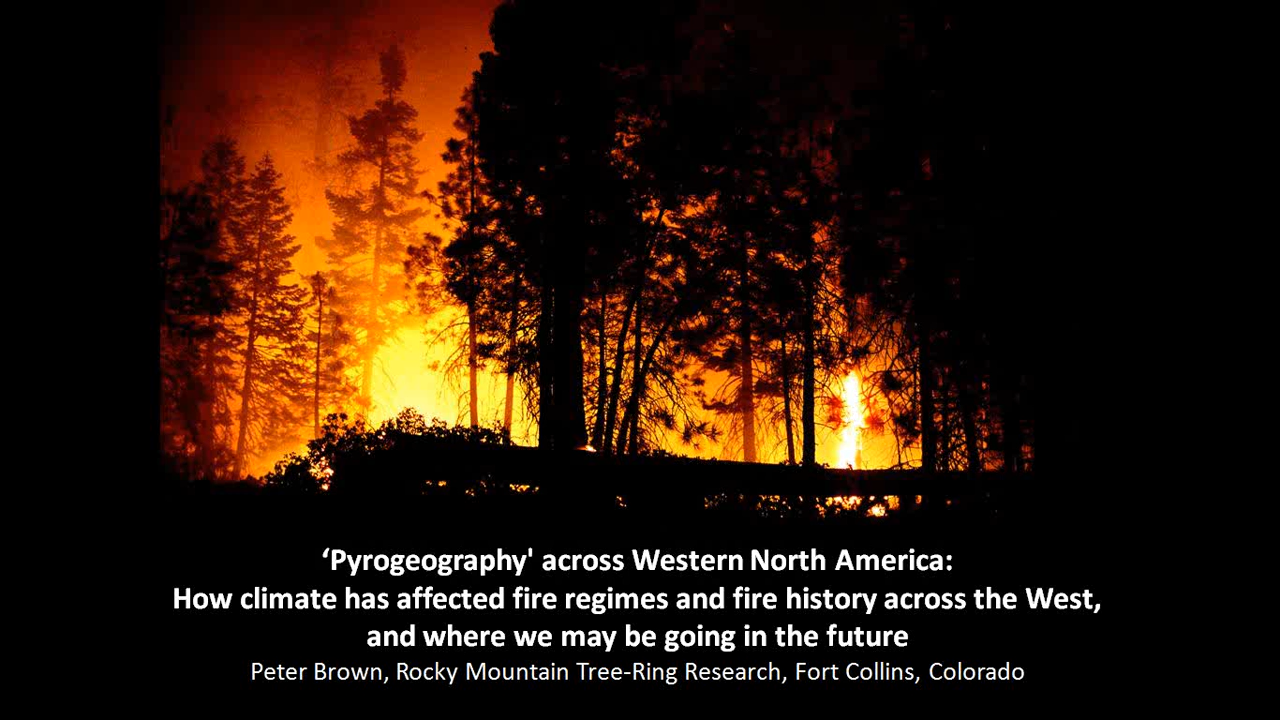 ‘Pyrogeography' across Western North America:
How climate has affected fire regimes and fire history across the West,
and where we may be going in the future
Peter Brown, Rocky Mountain Tree-Ring Research, Fort Collins, Colorado